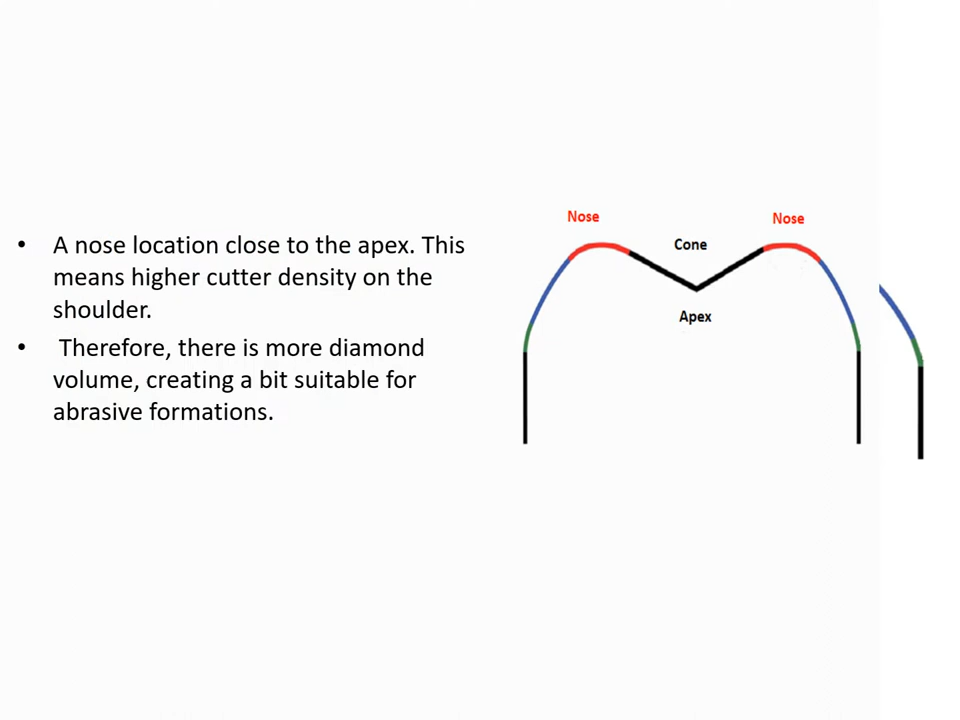 • A nose location close to the apex. This
means higher cutter density on the
shoulder.
• Therefore, there is more diamond
volume, creating a bit suitable for
abrasive formations.
Nose
Nose
Cone
Apex